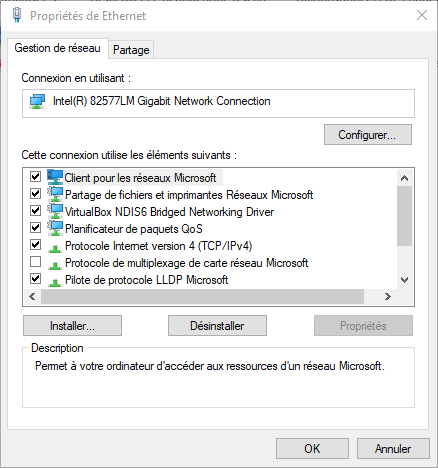 Propriétés de Ethernet
Gestion de réseau Partage
Connexion en utilisant :
Intel(R) 82577LM Gigabit Network Connection
Configurer...
Cette connexion utilise les éléments suivants :
Client pour les réseaux Microsoft
Partage de fichiers et imprimantes Réseaux Microsoft
VirtualBox NDIS6 Bridged Networking Driver
Planificateur de paquets QoS
Protocole Internet version 4 (TCP/IPv4)
Protocole de multiplexage de carte réseau Microsoft
Pilote de protocole LLDP Microsoft
Installer... Désinstaller Propriétés
Description
Permet à votre ordinateur d'accéder aux ressources d'un réseau Microsoft.
OK Annuler